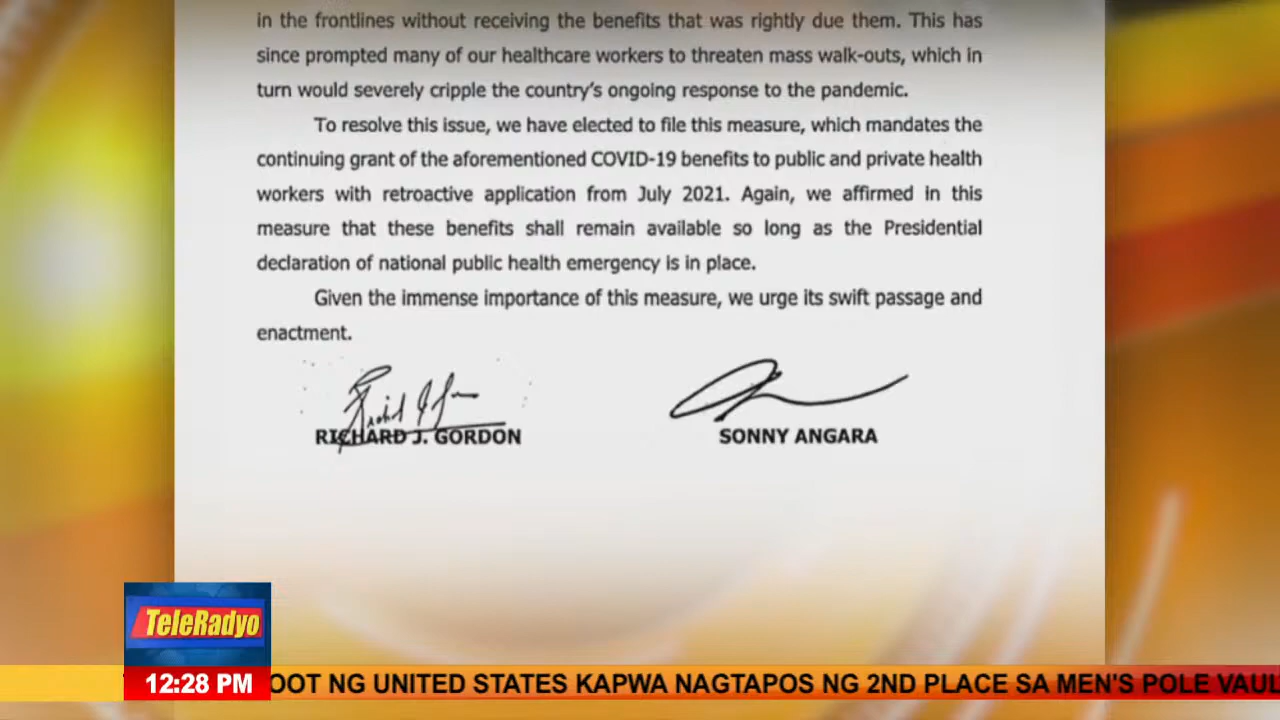 in the frontlines without receiving the benefits that was rightly due them. This has
since prompted many of our healthcare workers to threaten mass walk-outs, which in
turn would severely cripple the country's ongoing response to the pandemic.
To resolve this issue, we have elected to file this measure, which mandates the
continuing grant of the aforementioned COVID-19 benefits to public and private health
workers with retroactive application from July 2021. Again, we affirmed in this
measure that these benefits shall remain available so long as the Presidential
declaration of national public health emergency is in place.
Given the immense importance of this measure, we urge its swift passage and
enactment.
RICHARD J. GORDON
SONNY ANGARA
TeleRadyo
12:28 PM
OOT NG UNITED STATES KAPWA NAGTAPOS NG 2ND PLACE SA MEN'S POLE VAUL